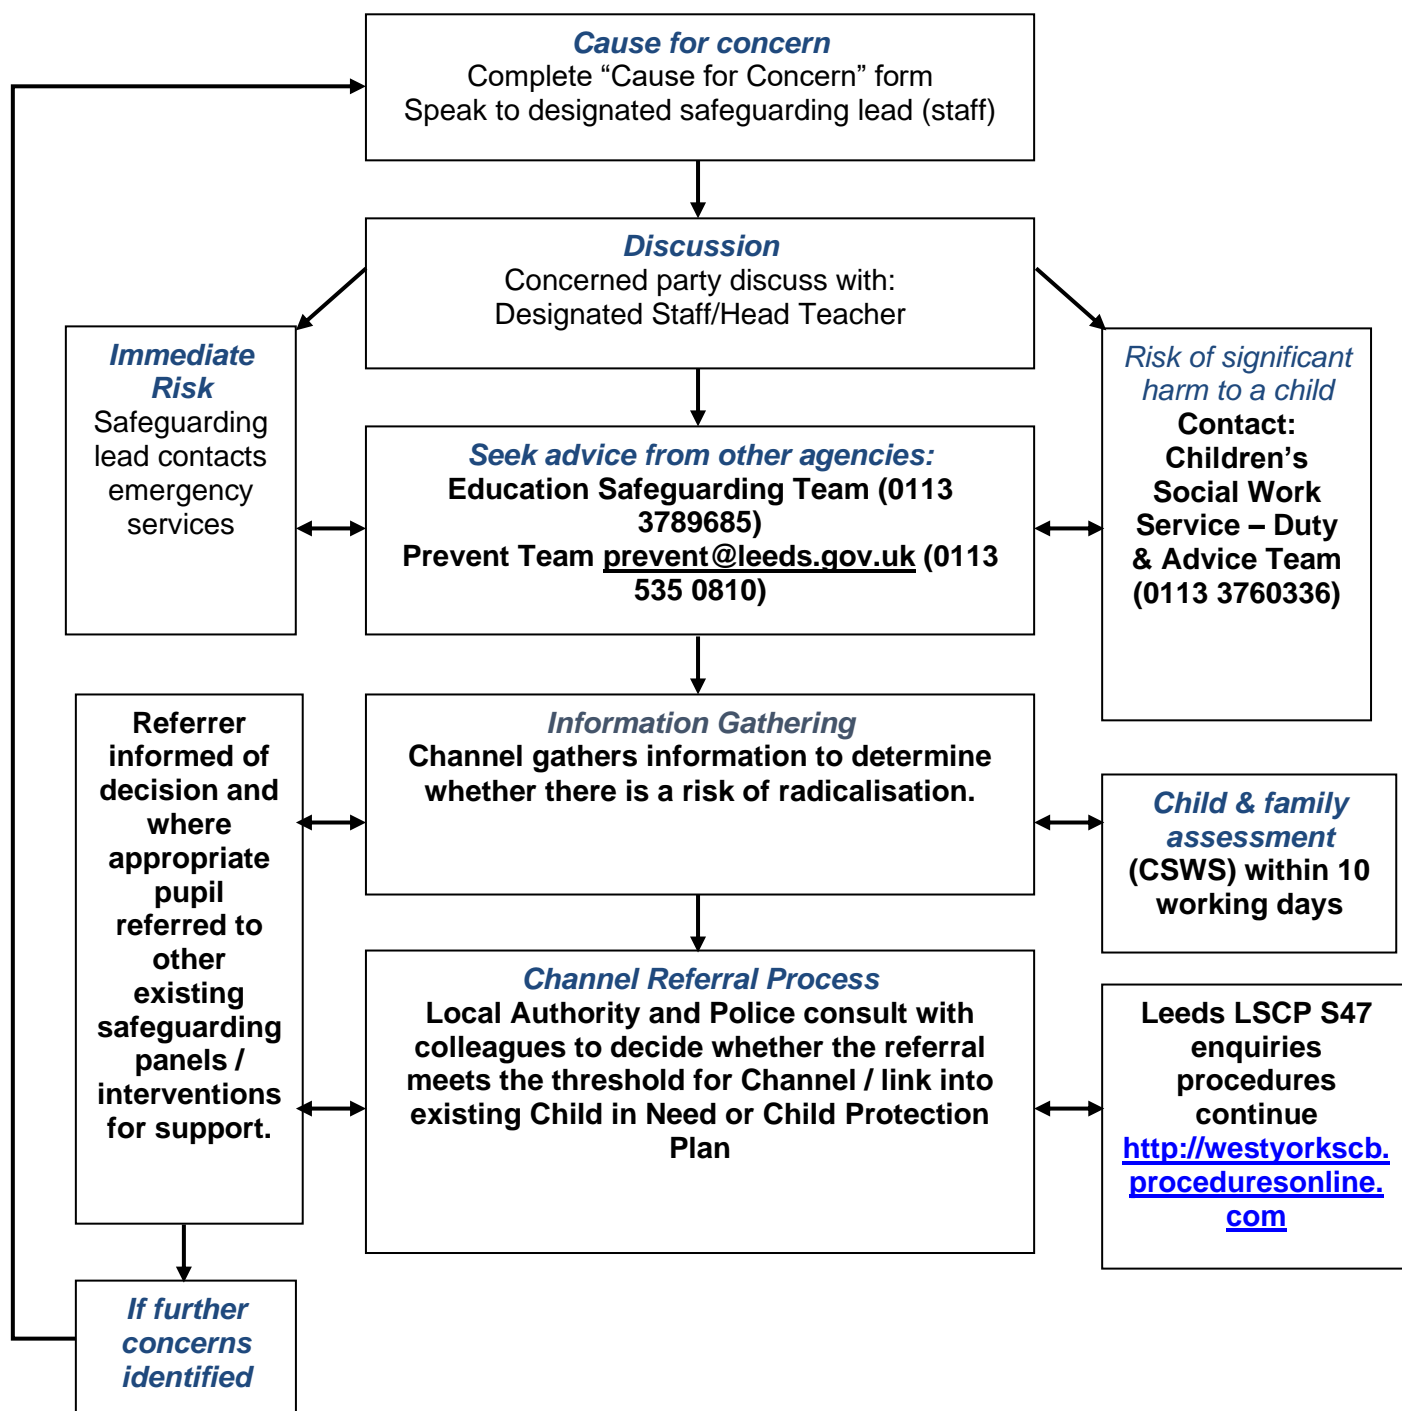 Cause for concern
Complete “Cause for Concern” form
Speak to designated safeguarding lead (staff)
Discussion
Concerned party discuss with:
Designated Staff/Head Teacher
Immediate
Risk
Safeguarding
lead contacts
emergency
services
Seek advice from other agencies:
Education Safeguarding Team (0113
3789685)
Prevent Team prevent@leeds.gov.uk (0113
535 0810)
Risk of significant
harm to a child
Contact:
Children’s
Social Work
Service – Duty
& Advice Team
(0113 3760336)
Referrer
informed of
decision and
where
appropriate
pupil
referred to
other
existing
safeguarding
panels /
interventions
for support.
Information Gathering
Channel gathers information to determine
whether there is a risk of radicalisation.
Child & family
assessment
(CSWS) within 10
working days
Channel Referral Process
Local Authority and Police consult with
colleagues to decide whether the referral
meets the threshold for Channel / link into
existing Child in Need or Child Protection
Plan
Leeds LSCP S47
enquiries
procedures
continue
http://westyorkscb.
proceduresonline.
com
If further
concerns
identified